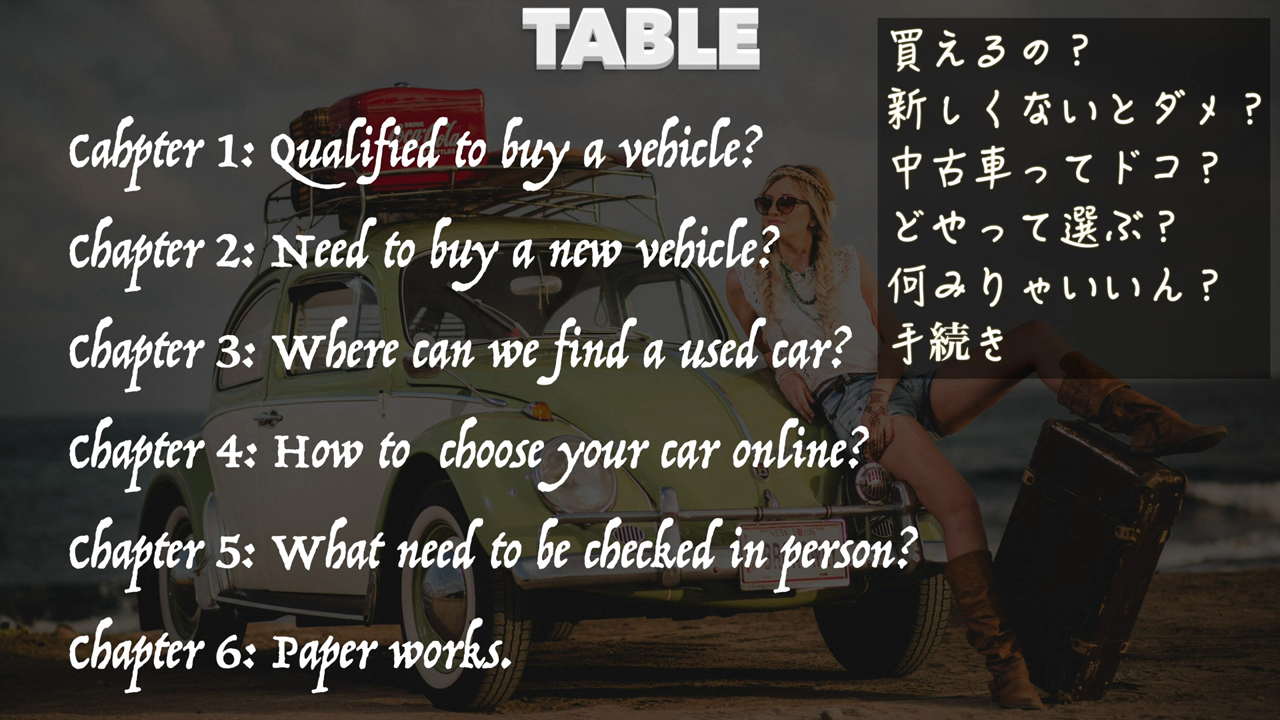 TABLE
Cahpter 1: Qualified to buy a vehicle?
Chapter 2: Need to buy a new vehicle?
Chapter 3: Where can we find a used car?
Chapter 4: How to choose your car online?
Chapter 5: What need to be checked in person?
Chapter 6: Paper works.
買えるの？
新しくないとダメ？
中古車ってドコ？
どやって選ぶ？
何みりゃいいん？
手続き
DRINK
Coca-Cola